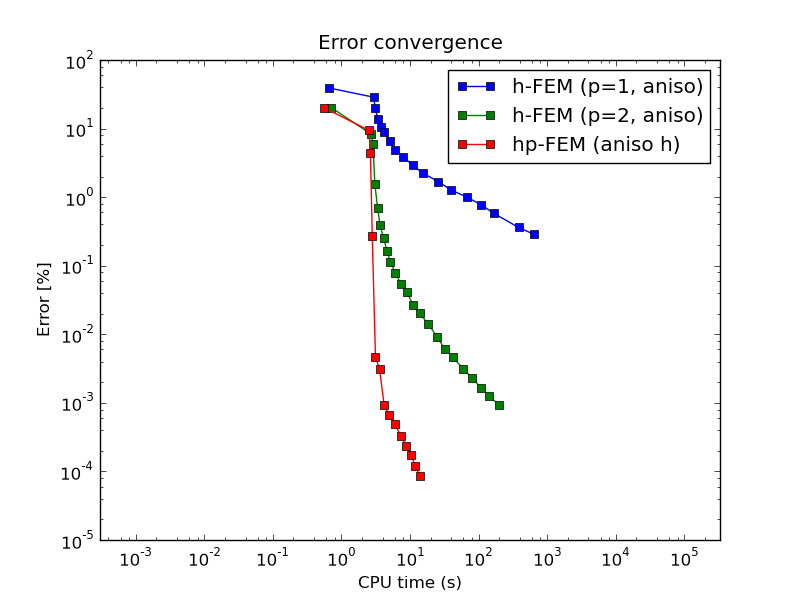 Error convergence
10^2
10^1
10^0
10^-1
10^-2
10^-3
10^-4
10^-5
Error [%]
h-FEM (p=1, aniso)
h-FEM (p=2, aniso)
hp-FEM (aniso h)
10^-3 10^-2 10^-1 10^0 10^1 10^2 10^3 10^4 10^5
CPU time (s)